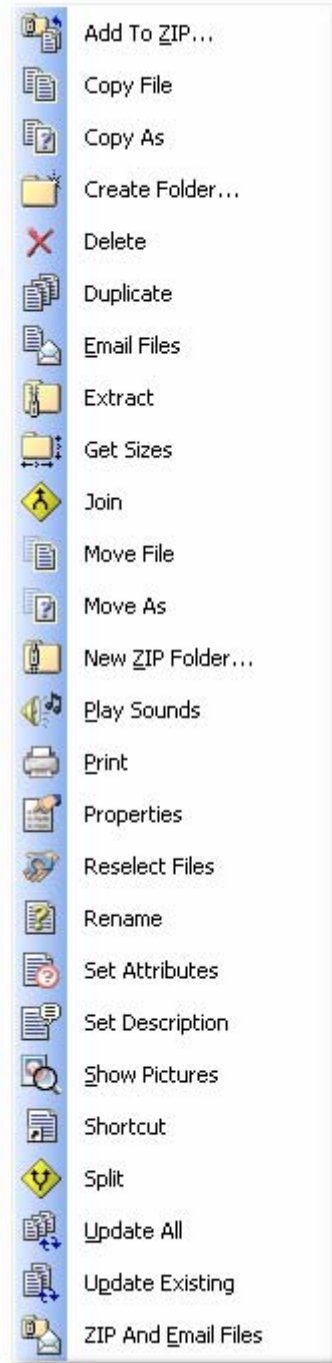 Add To ZIP...
Copy File
Copy As
Create Folder...
Delete
Duplicate
Email Files
Extract
Get Sizes
Join
Move File
Move As
New ZIP Folder...
Play Sounds
Print
Properties
Reselect Files
Rename
Set Attributes
Set Description
Show Pictures
Shortcut
Split
Update All
Update Existing
ZIP And Email Files